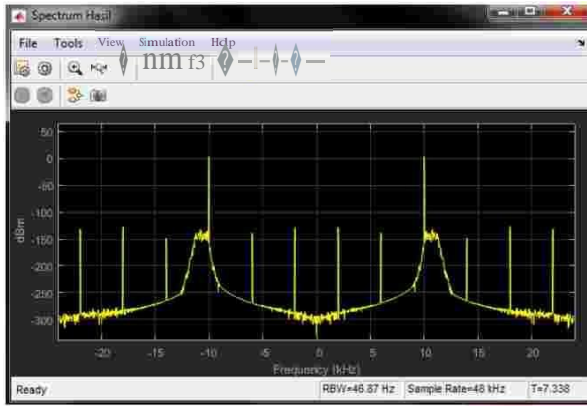 Spectrum Hasil
File Tools View Simulation Help
nm f3
50
0
-50
-100
-150
-200
-250
-300
dBm
-20 -15 -10 -5 0 5 10 15 20
Frequency (kHz)
Ready RBW=46.87 Hz Sample Rate=48 kHz T=7.338